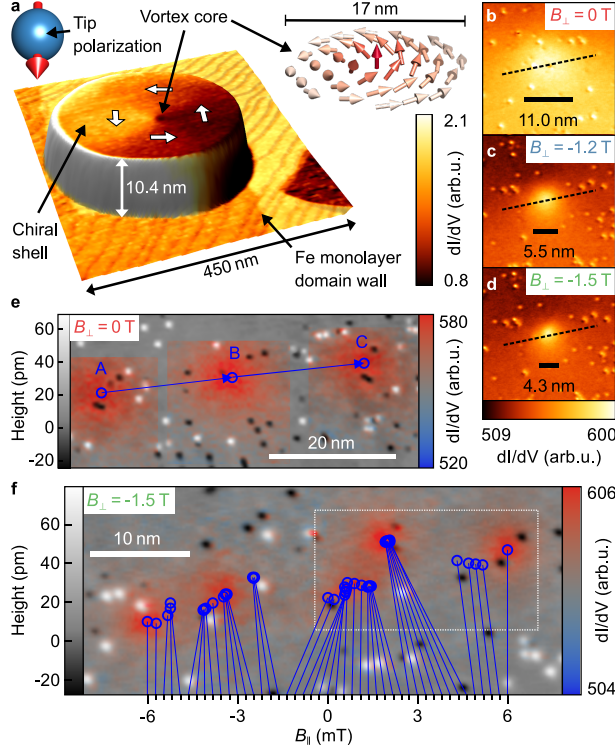 a
Tip
polarization
Vortex core
17 nm
10.4 nm
Chiral
shell
450 nm
Fe monolayer
domain wall
2.1
dI/dV (arb.u.)
0.8
b
B⊥ = 0 T
11.0 nm
c
B⊥ = -1.2 T
5.5 nm
d
B⊥ = -1.5 T
4.3 nm
509 600
dI/dV (arb.u.)
e
B⊥ = 0 T
Height (pm)
60
40
20
0
-20
A
B
C
20 nm
580
dI/dV (arb.u.)
520
f
B⊥ = -1.5 T
Height (pm)
60
40
20
0
-20
10 nm
606
dI/dV (arb.u.)
504
-6 -3 0 3 6
B∥ (mT)